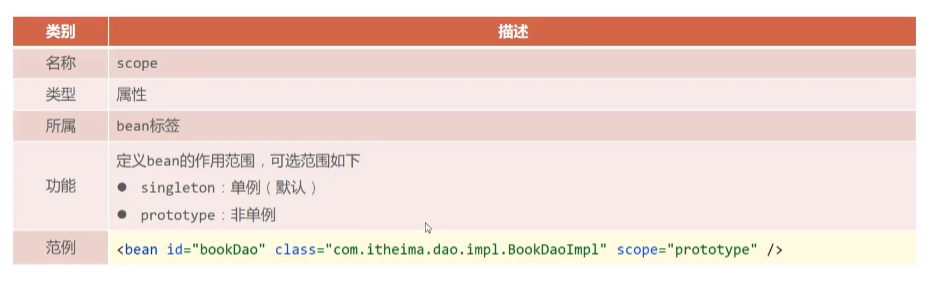 类别 描述
名称 scope
类型 属性
所属 bean标签
功能 定义bean的作用范围，可选范围如下
● singleton：单例（默认）
● prototype：非单例
范例 <bean id="bookDao" class="com.itheima.dao.impl.BookDaoImpl" scope="prototype" />